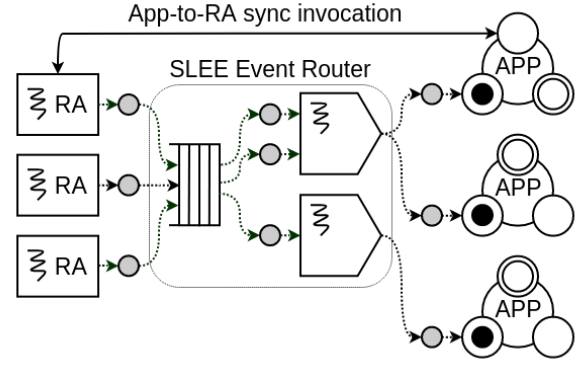 App-to-RA sync invocation
SLEE Event Router
RA
RA
RA
APP
APP
APP